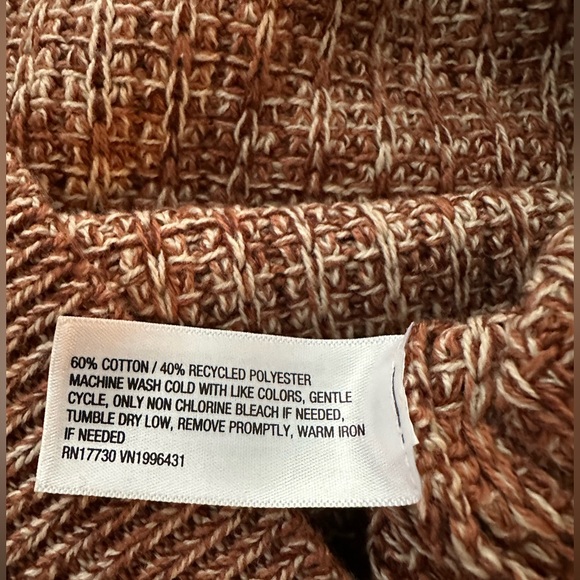 60% COTTON / 40% RECYCLED POLYESTER
MACHINE WASH COLD WITH LIKE COLORS, GENTLE
CYCLE, ONLY NON CHLORINE BLEACH IF NEEDED,
TUMBLE DRY LOW, REMOVE PROMPTLY, WARM IRON
IF NEEDED
RN17730 VN1996431